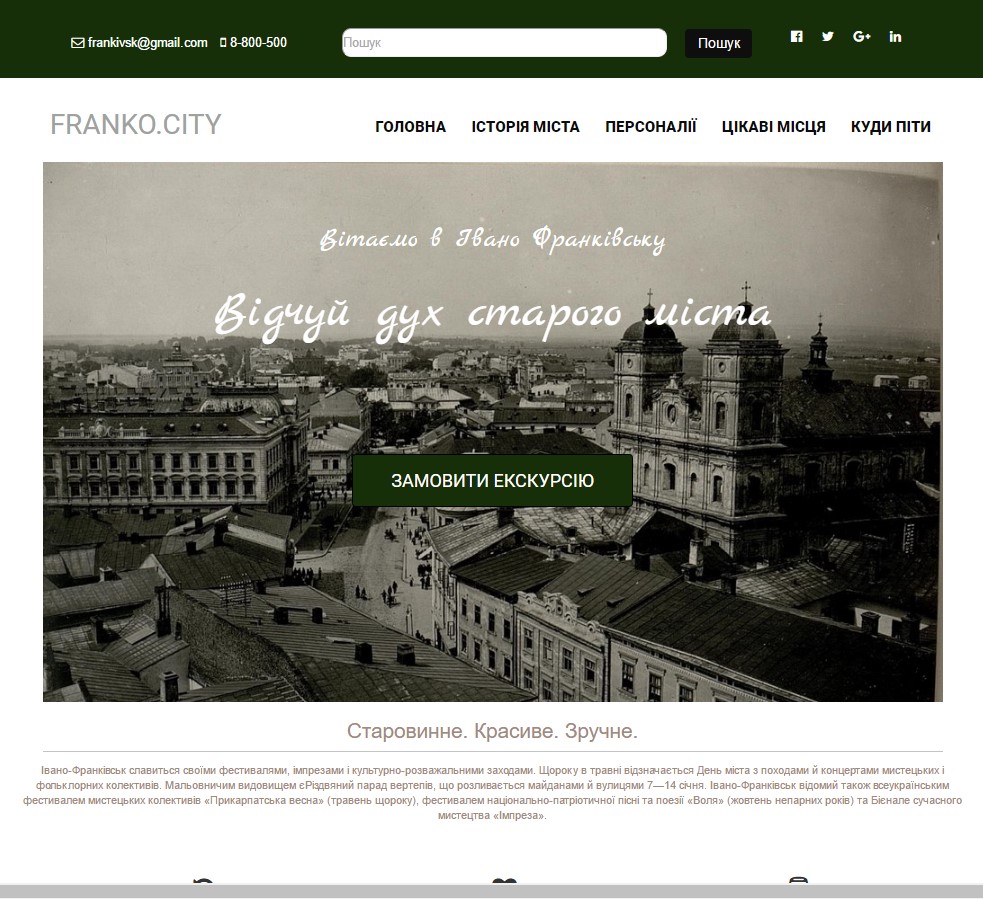 frankivsk@gmail.com 8-800-500
Пошук
Пошук
FRANKO.CITY
ГОЛОВНА ІСТОРІЯ МІСТА ПЕРСОНАЛІЇ ЦІКАВІ МІСЦЯ КУДИ ПІТИ
Вітаємо в Івано Франківську
Відчуй дух старого міста
ЗАМОВИТИ ЕКСКУРСІЮ
Старовинне. Красиве. Зручне.
Івано-Франківськ славиться своїми фестивалями, імпрезами і культурно-розважальними заходами. Щороку в травні відзначається День міста з походами й концертами мистецьких і
фольклорних колективів. Мальовничим видовищем єРіздвяний парад вертепів, що розливається майданами й вулицями 7—14 січня. Івано-Франківськ відомий також всеукраїнським
фестивалем мистецьких колективів «Прикарпатська весна» (травень щороку), фестивалем національно-патріотичної пісні та поезії «Воля» (жовтень непарних років) та Бієнале сучасного
мистецтва «Імпреза».